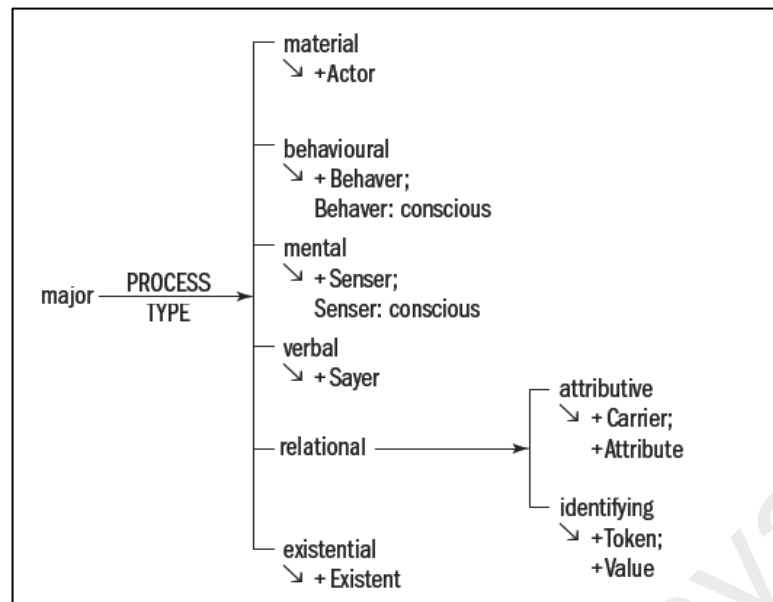 material
↘ +Actor
behavioural
↘ + Behaver;
Behaver: conscious
mental
↘ + Senser;
Senser: conscious
major PROCESS
TYPE
verbal
↘ + Sayer
attributive
↘ + Carrier;
+Attribute
relational
identifying
↘ +Token;
+Value
existential
↘ + Existent